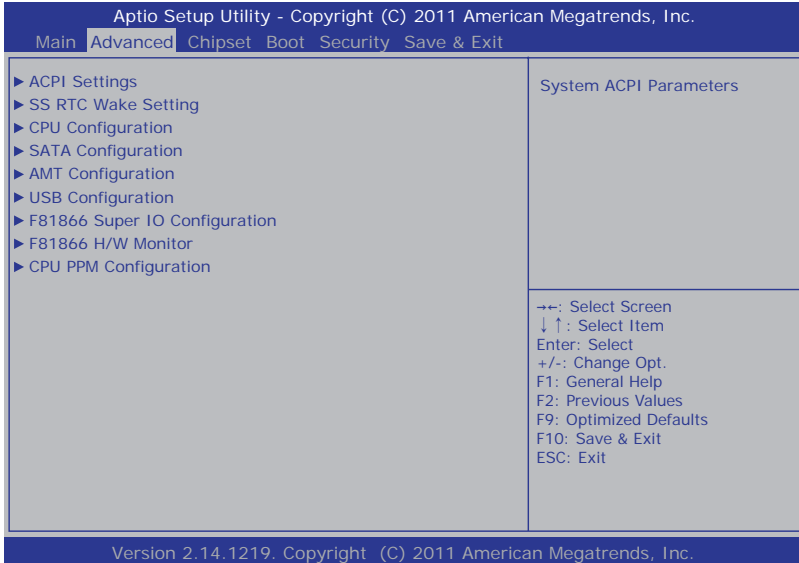 Aptio Setup Utility - Copyright (C) 2011 American Megatrends, Inc.
Main Advanced Chipset Boot Security Save & Exit
▶ ACPI Settings
▶ SS RTC Wake Setting
▶ CPU Configuration
▶ SATA Configuration
▶ AMT Configuration
▶ USB Configuration
▶ F81866 Super IO Configuration
▶ F81866 H/W Monitor
▶ CPU PPM Configuration
System ACPI Parameters
→←: Select Screen
↓↑: Select Item
Enter: Select
+/-: Change Opt.
F1: General Help
F2: Previous Values
F9: Optimized Defaults
F10: Save & Exit
ESC: Exit
Version 2.14.1219. Copyright (C) 2011 American Megatrends, Inc.